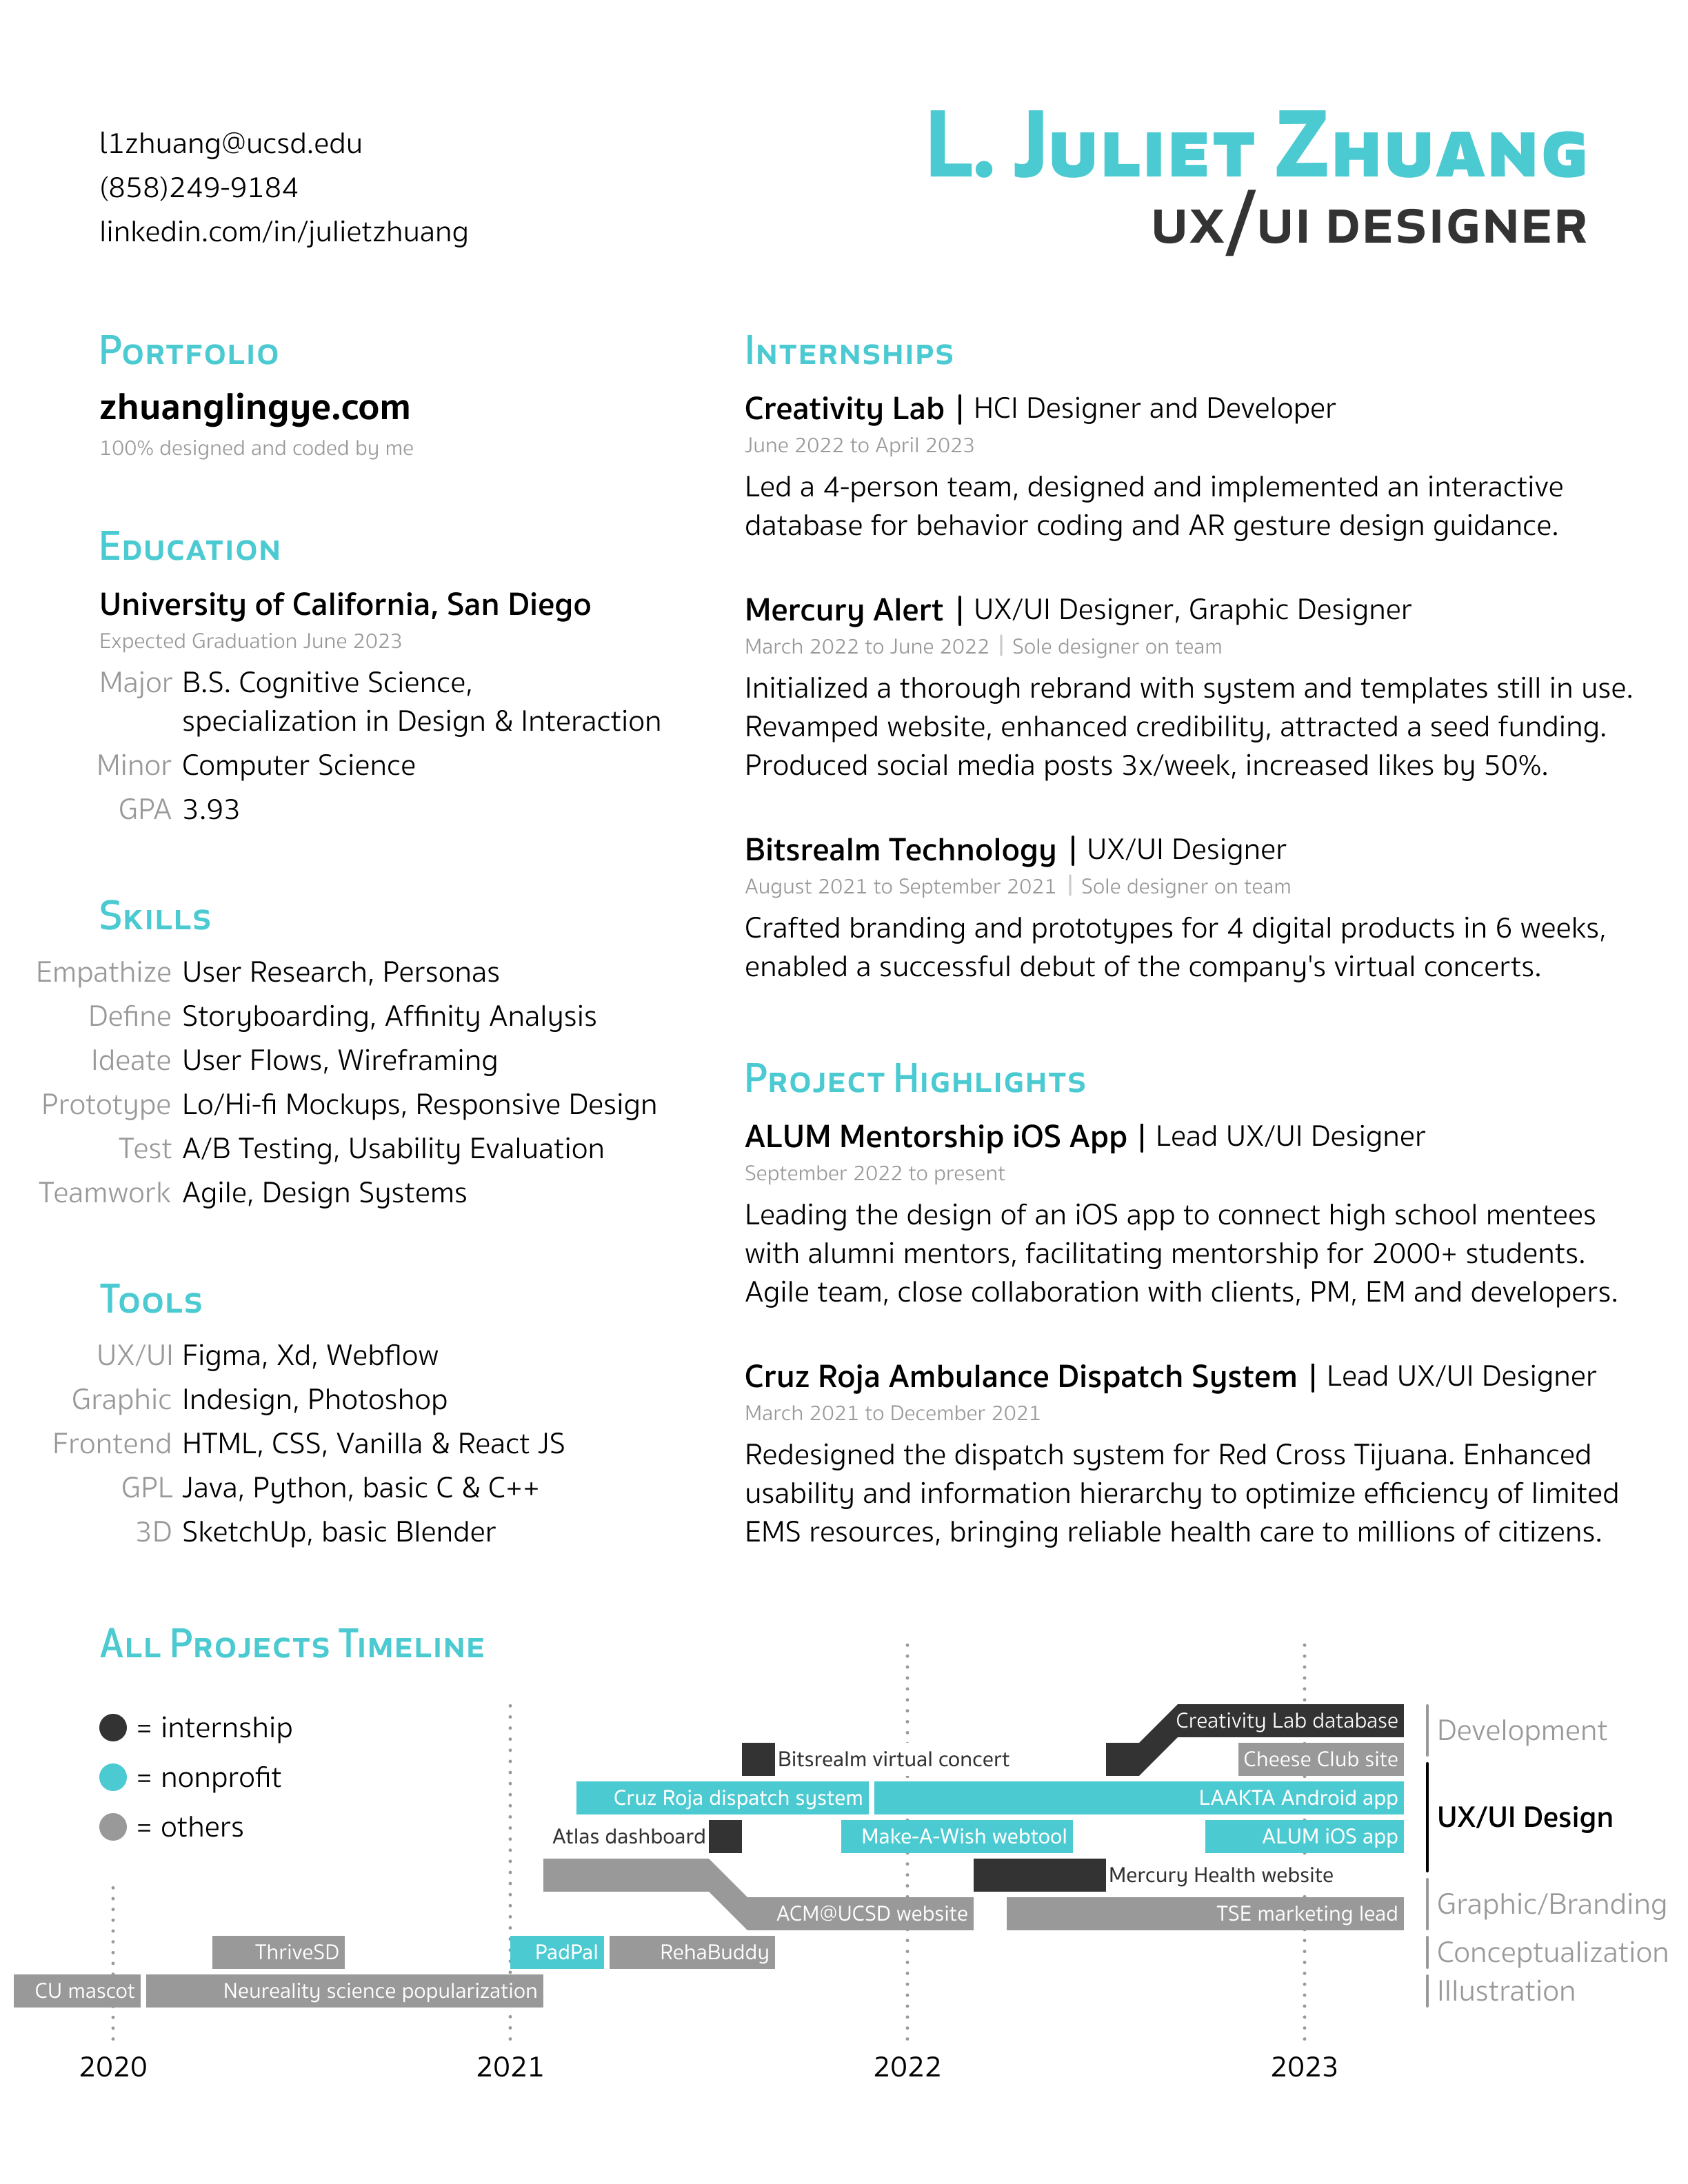 l1zhuang@ucsd.edu
(858)249-9184
linkedin.com/in/julietzhuang
L. Juliet Zhuang
UX/UI DESIGNER
Portfolio
zhuanglingye.com
100% designed and coded by me
Education
University of California, San Diego
Expected Graduation June 2023
Major B.S. Cognitive Science,
specialization in Design & Interaction
Minor Computer Science
GPA 3.93
Skills
Empathize User Research, Personas
Define Storyboarding, Affinity Analysis
Ideate User Flows, Wireframing
Prototype Lo/Hi-fi Mockups, Responsive Design
Test A/B Testing, Usability Evaluation
Teamwork Agile, Design Systems
Tools
UX/UI Figma, Xd, Webflow
Graphic Indesign, Photoshop
Frontend HTML, CSS, Vanilla & React JS
GPL Java, Python, basic C & C++
3D SketchUp, basic Blender
Internships
Creativity Lab | HCI Designer and Developer
June 2022 to April 2023
Led a 4-person team, designed and implemented an interactive
database for behavior coding and AR gesture design guidance.
Mercury Alert | UX/UI Designer, Graphic Designer
March 2022 to June 2022 | Sole designer on team
Initialized a thorough rebrand with system and templates still in use.
Revamped website, enhanced credibility, attracted a seed funding.
Produced social media posts 3x/week, increased likes by 50%.
Bitsrealm Technology | UX/UI Designer
August 2021 to September 2021 | Sole designer on team
Crafted branding and prototypes for 4 digital products in 6 weeks,
enabled a successful debut of the company's virtual concerts.
Project Highlights
ALUM Mentorship iOS App | Lead UX/UI Designer
September 2022 to present
Leading the design of an iOS app to connect high school mentees
with alumni mentors, facilitating mentorship for 2000+ students.
Agile team, close collaboration with clients, PM, EM and developers.
Cruz Roja Ambulance Dispatch System | Lead UX/UI Designer
March 2021 to December 2021
Redesigned the dispatch system for Red Cross Tijuana. Enhanced
usability and information hierarchy to optimize efficiency of limited
EMS resources, bringing reliable health care to millions of citizens.
All Projects Timeline
= internship
= nonprofit
= others
Creativity Lab database
Development
Bitsrealm virtual concert
Cheese Club site
Cruz Roja dispatch system
LAAKTA Android app
UX/UI Design
Atlas dashboard
Make-A-Wish webtool
ALUM iOS app
Mercury Health website
ACM@UCSD website
TSE marketing lead
Graphic/Branding
ThriveSD
PadPal
RehaBuddy
Conceptualization
CU mascot
Neureality science popularization
Illustration
2020
2021
2022
2023